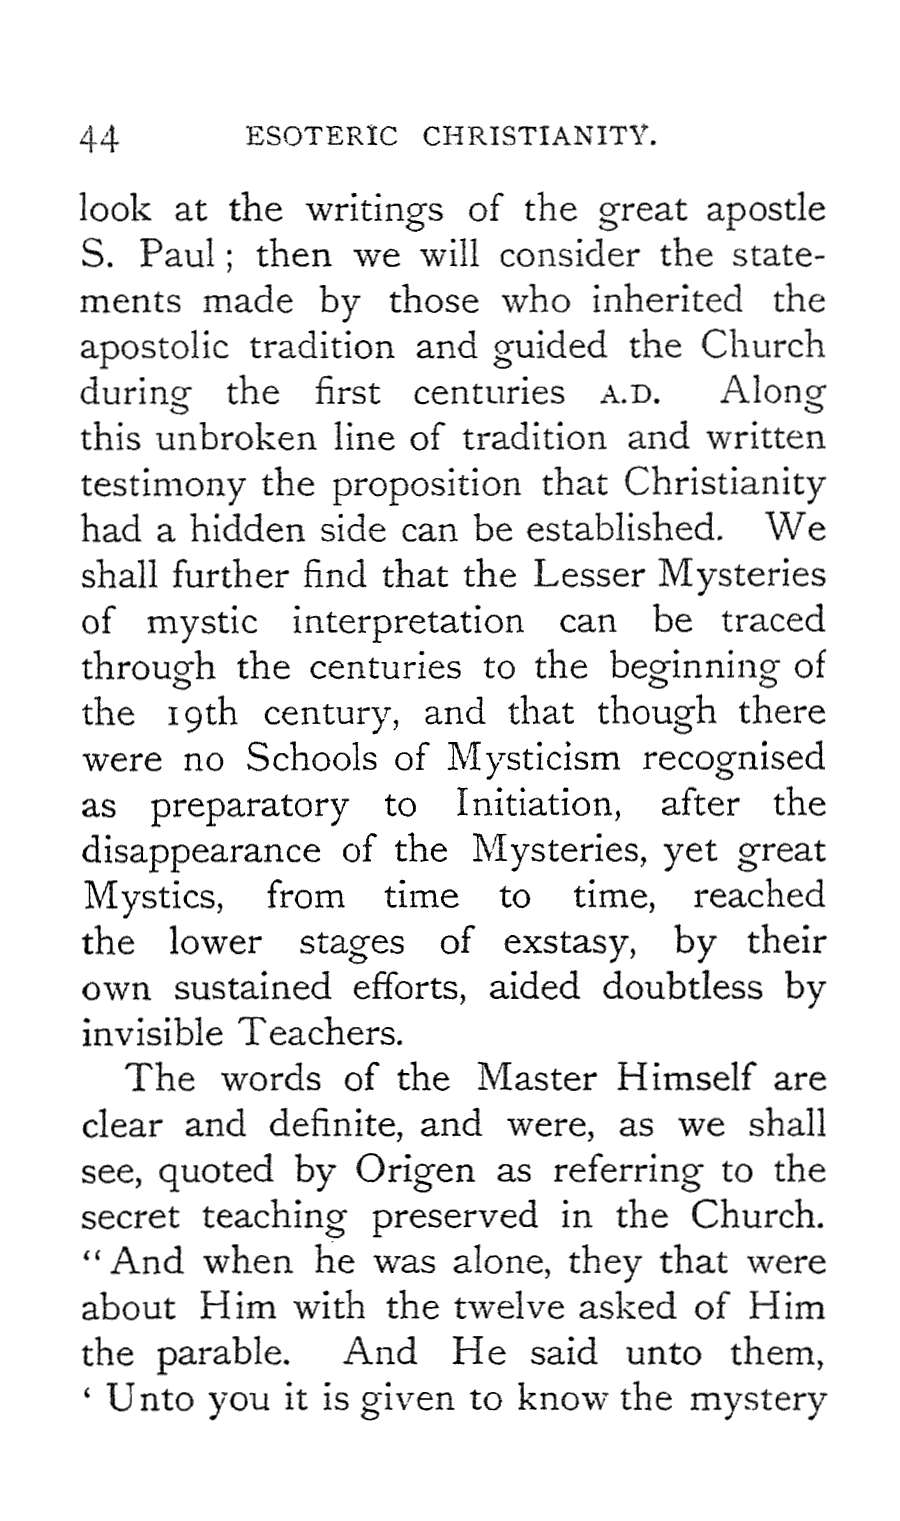 44 ESOTERIC CHRISTIANITY.
look at the writings of the great apostle
S. Paul ; then we will consider the state-
ments made by those who inherited the
apostolic tradition and guided the Church
during the first centuries A.D. Along
this unbroken line of tradition and written
testimony the proposition that Christianity
had a hidden side can be established. We
shall further find that the Lesser Mysteries
of mystic interpretation can be traced
through the centuries to the beginning of
the 19th century, and that though there
were no Schools of Mysticism recognised
as preparatory to Initiation, after the
disappearance of the Mysteries, yet great
Mystics, from time to time, reached
the lower stages of exstasy, by their
own sustained efforts, aided doubtless by
invisible Teachers.
The words of the Master Himself are
clear and definite, and were, as we shall
see, quoted by Origen as referring to the
secret teaching preserved in the Church.
“ And when he was alone, they that were
about Him with the twelve asked of Him
the parable. And He said unto them,
‘ Unto you it is given to know the mystery